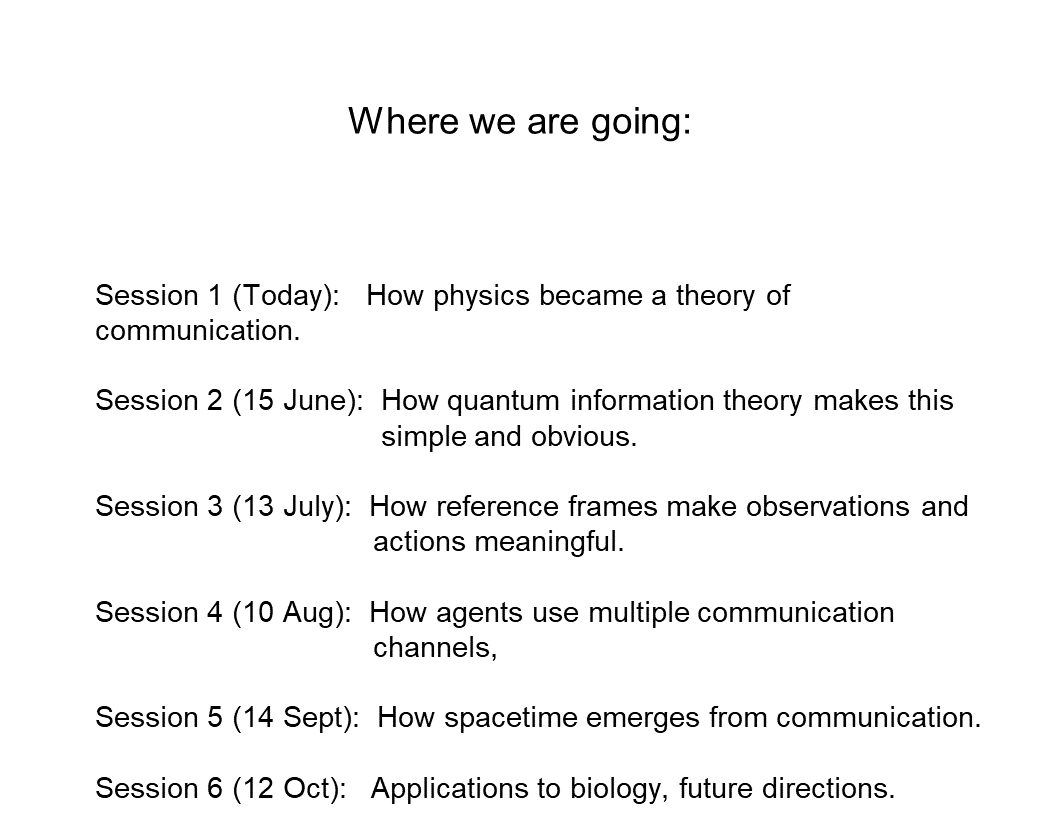 Where we are going:
Session 1 (Today): How physics became a theory of
communication.
Session 2 (15 June): How quantum information theory makes this
simple and obvious.
Session 3 (13 July): How reference frames make observations and
actions meaningful.
Session 4 (10 Aug): How agents use multiple communication
channels,
Session 5 (14 Sept): How spacetime emerges from communication.
Session 6 (12 Oct): Applications to biology, future directions.